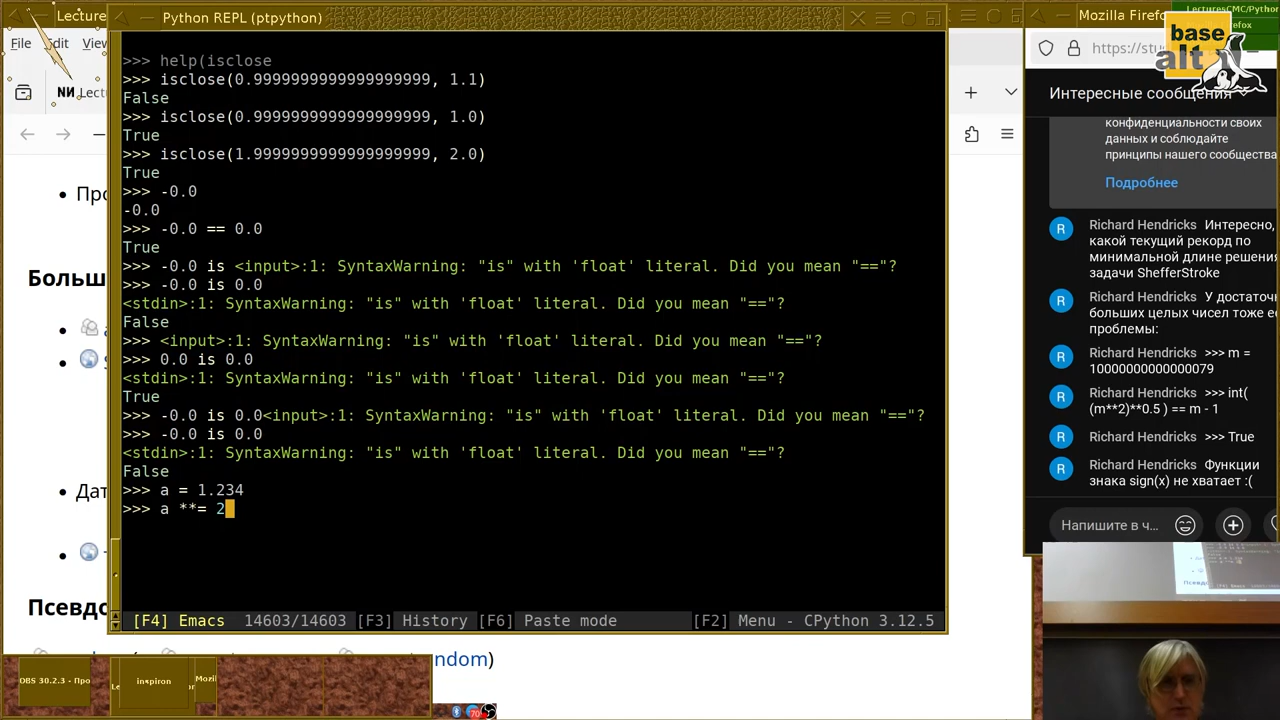 Lecture
Python REPL (ptpython)
Mozilla Firef
LecturesCMC/Python
File Edit View
https://stu
base
alt
Lectu
>>> help(isclose
>>> isclose(0.9999999999999999999, 1.1)
False
>>> isclose(0.9999999999999999999, 1.0)
True
>>> isclose(1.9999999999999999999, 2.0)
True
>>> -0.0
-0.0
>>> -0.0 == 0.0
True
>>> -0.0 is <input>:1: SyntaxWarning: "is" with 'float' literal. Did you mean "=="?
>>> -0.0 is 0.0
<stdin>:1: SyntaxWarning: "is" with 'float' literal. Did you mean "=="?
False
>>> <input>:1: SyntaxWarning: "is" with 'float' literal. Did you mean "=="?
>>> 0.0 is 0.0
<stdin>:1: SyntaxWarning: "is" with 'float' literal. Did you mean "=="?
True
>>> -0.0 is 0.0<input>:1: SyntaxWarning: "is" with 'float' literal. Did you mean "=="?
>>> -0.0 is 0.0
<stdin>:1: SyntaxWarning: "is" with 'float' literal. Did you mean "=="?
False
>>> a = 1.234
>>> a **= 2
[F4] Emacs 14603/14603 [F3] History [F6] Paste mode [F2] Menu - CPython 3.12.5
Про
Больш
Дат
Псевдо
ndom)
Интересные сообщения
конфиденциальности своих
данных и соблюдайте
принципы нашего сообщества
Подробнее
Richard Hendricks Интересно,
какой текущий рекорд по
минимальной длине решения
задачи ShefferStroke
Richard Hendricks У достаточн
больших целых чисел тоже ес
проблемы:
Richard Hendricks >>> m =
10000000000000079
Richard Hendricks >>> int(
(m**2)**0.5 ) == m - 1
Richard Hendricks >>> True
Richard Hendricks Функции
знака sign(x) не хватает :(
Напишите в ч...
OBS 30.2.3 - Про
inspiron
Mozil
70